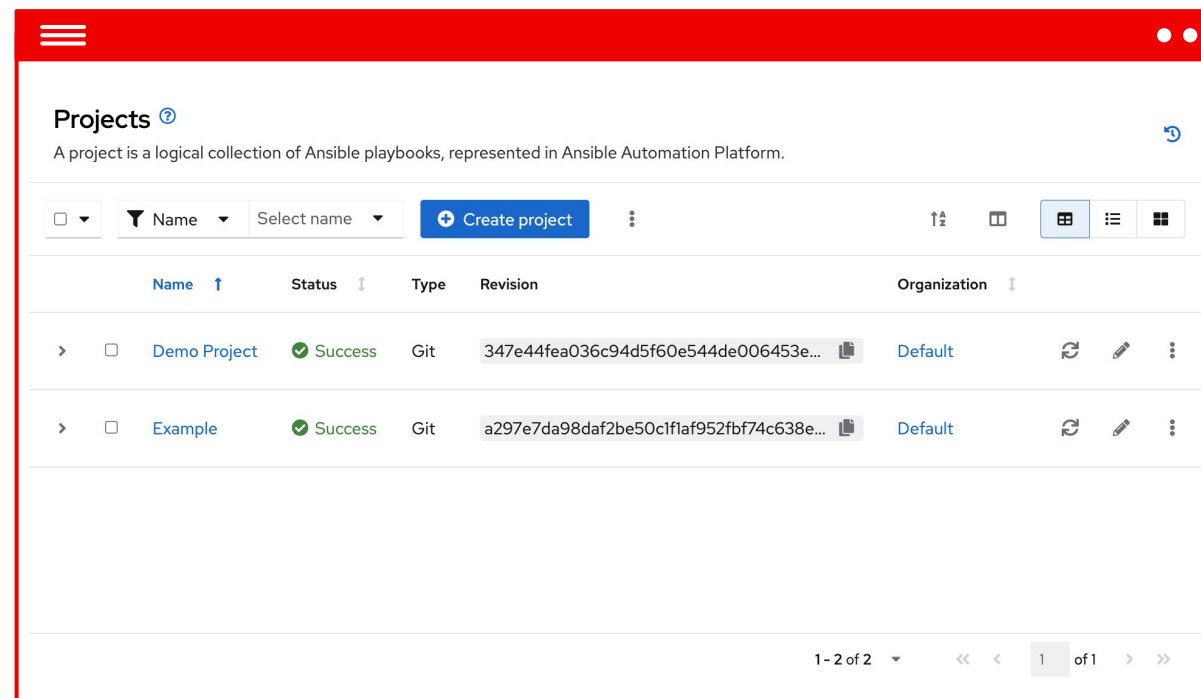 Projects
A project is a logical collection of Ansible playbooks, represented in Ansible Automation Platform.
Name Select name Create project
Name Status Type Revision Organization
Demo Project Success Git 347e44fea036c94d5f60e544de006453e... Default
Example Success Git a297e7da98daf2be50c1f1af952fbf74c638e... Default
1 - 2 of 2 1 of 1